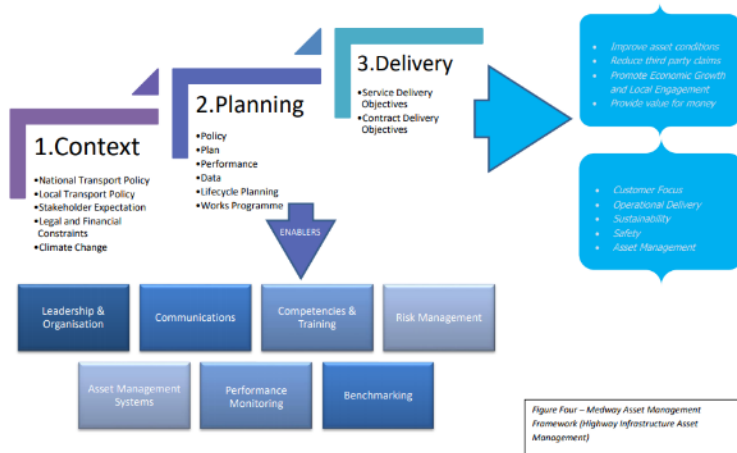 1.Context
•National Transport Policy
•Local Transport Policy
•Stakeholder Expectation
•Legal and Financial
Constraints
•Climate Change
2.Planning
•Policy
•Plan
•Performance
•Data
•Lifecycle Planning
•Works Programme
3.Delivery
•Service Delivery
Objectives
•Contract Delivery
Objectives
• Improve asset conditions
• Reduce third party claims
• Promote Economic Growth
and Local Engagement
• Provide value for money
• Customer Focus
• Operational Delivery
• Sustainability
• Safety
• Asset Management
ENABLERS
Leadership &
Organisation
Communications
Competencies &
Training
Risk Management
Asset Management
Systems
Performance
Monitoring
Benchmarking
Figure Four – Medway Asset Management
Framework (Highway Infrastructure Asset
Management)